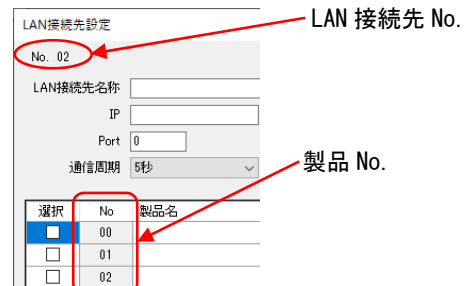 LAN接続先設定
LAN 接続先 No.
No. 02
LAN接続先名称
IP
Port 0
通信周期 5秒
製品 No.
選択 No 製品名
00
01
02